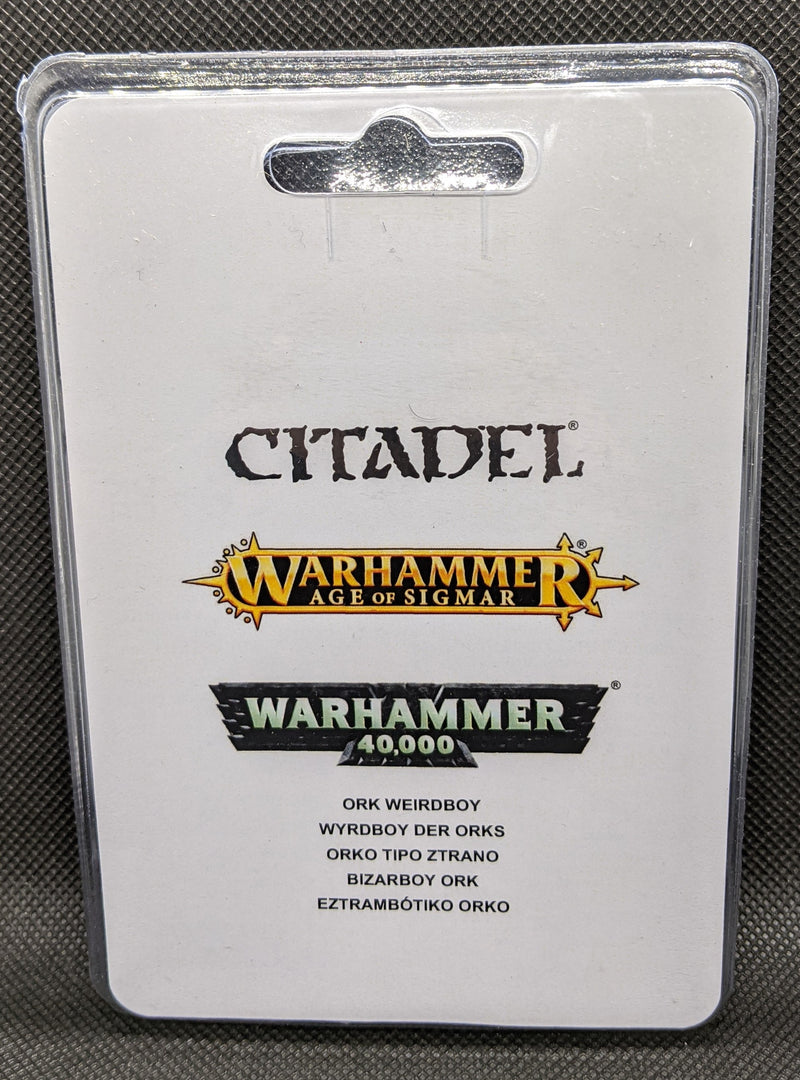 CITADEL®
WARHAMMER®
AGE OF SIGMAR
WARHAMMER®
40,000
ORK WEIRDBOY
WYRDBOY DER ORKS
ORKO TIPO ZTRANO
BIZARBOY ORK
EZTRAMBÓTIKO ORKO